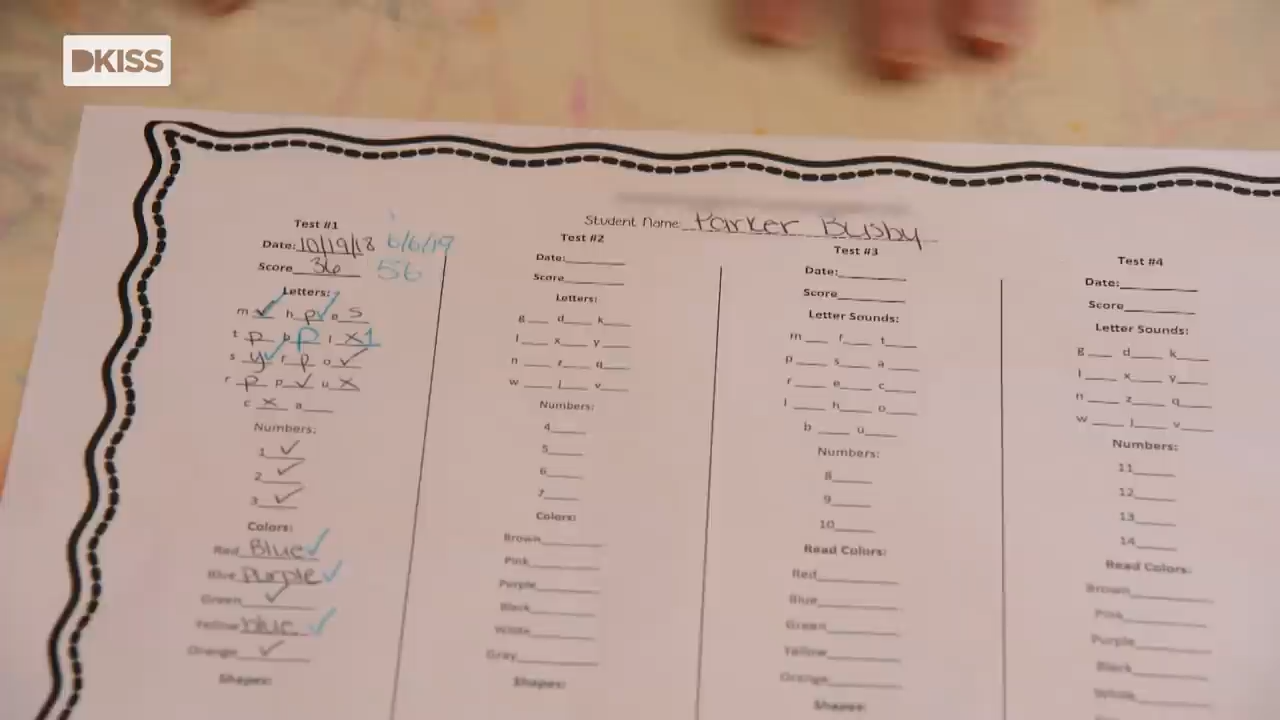 DKISS
Student Name: Parker Busby
Test #1
Date: 10/19/18 6/6/19
Score 36 56
Letters:
m ✓ h p ✓ e S
t p b p i x 1
s y ✓ r p o ✓
r p p ✓ u x
c x a
Numbers:
1 ✓
2 ✓
3 ✓
Colors:
Red Blue ✓
Blue Purple ✓
Green ✓
Yellow blue ✓
Orange ✓
Shapes:
Test #2
Date:
Score
Letters:
g d k
l x y
n z q
w j v
Numbers:
4
5
6
7
Colors:
Brown
Pink
Purple
Black
White
Gray
Shapes:
Test #3
Date:
Score
Letter Sounds:
m f t
p s a
r e c
i h o
b u
Numbers:
8
9
10
Read Colors:
Red
Blue
Green
Yellow
Orange
Shapes:
Test #4
Date:
Score
Letter Sounds:
g d k
l x y
n z q
w j v
Numbers:
11
12
13
14
Read Colors:
Brown
Pink
Purple
Black
White